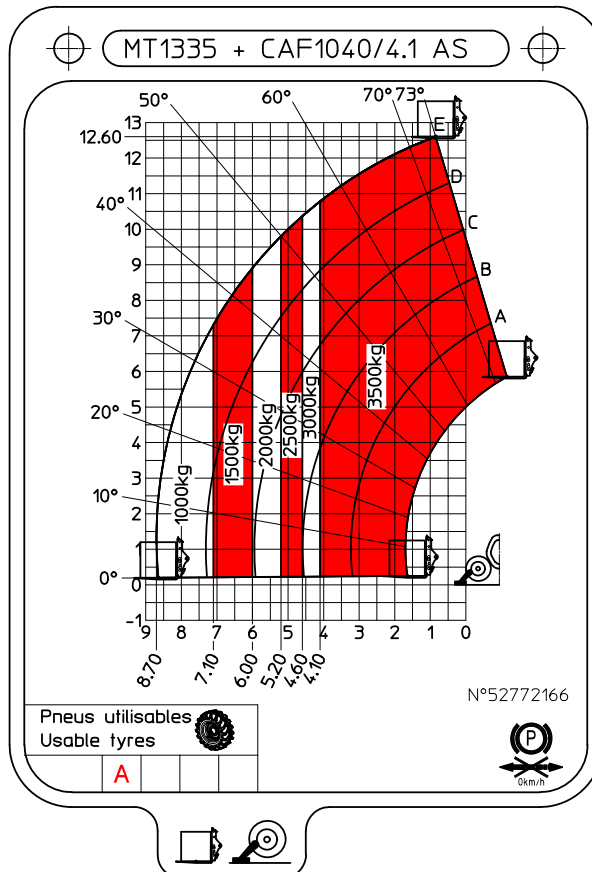 MT1335 + CAF1040/4.1 AS
50° 60° 70° 73°
13 E
12.60
12
D
11
40° 10 C
9
B
8
30° 7 A
6
20° 5
4
3
10° 2
1
0° 0
-1
1000kg
1500kg
2000kg
2500kg
3000kg
3500kg
9 8 7 6 5 4 3 2 1 0
8.70 7.10 6.00 5.20 4.60 4.10
N°52772166
Pneus utilisables
Usable tyres
A
P
0km/h